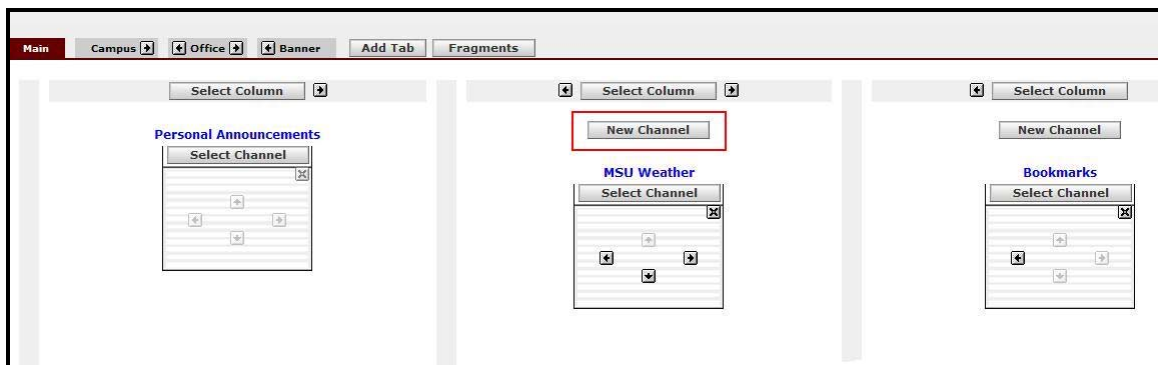 Main Campus Office Banner Add Tab Fragments
Select Column Select Column Select Column
New Channel New Channel
Personal Announcements
Select Channel
MSU Weather Bookmarks
Select Channel Select Channel